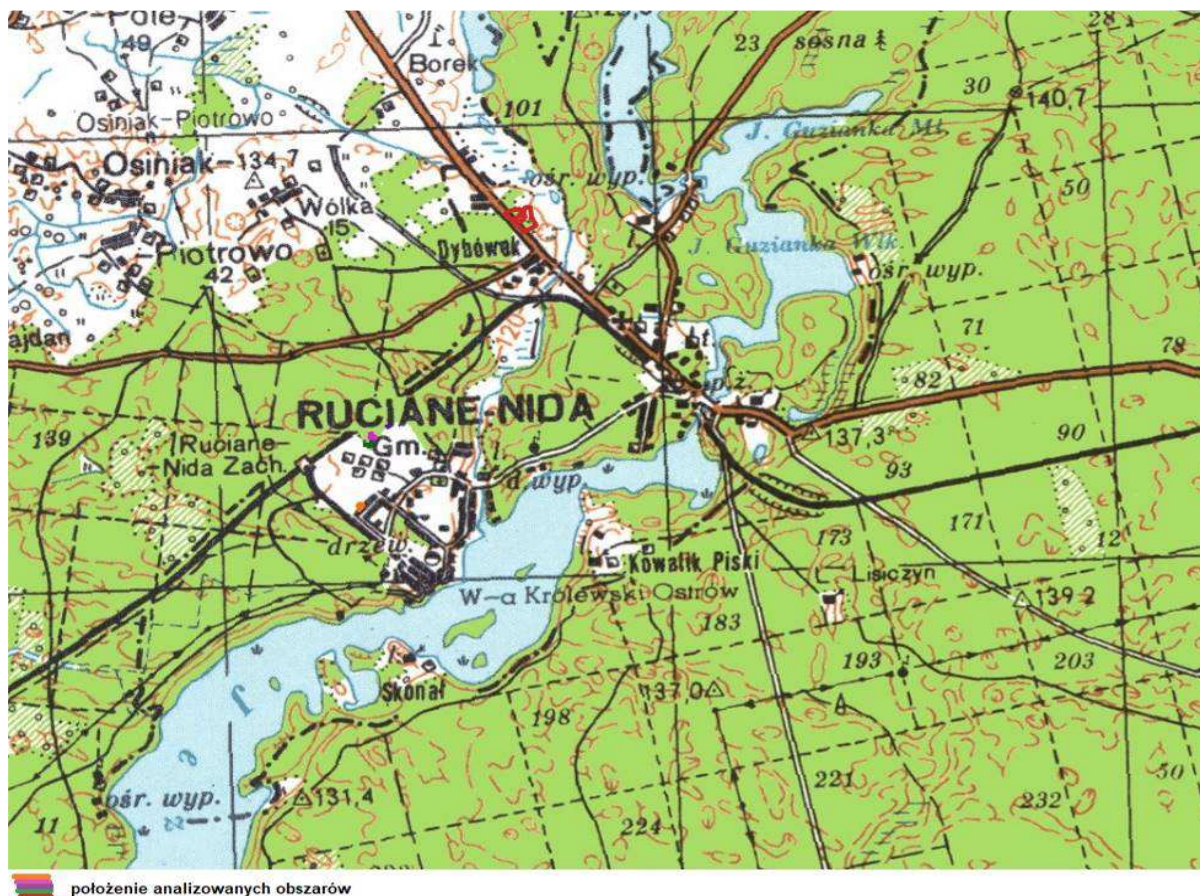 Pole
49
Borek
23 sosna
28
101
30
140,7
Osiniak-Piotrowo
J. Guzianka Mł.
Osiniak
134,7
ośr. wyp.
50
Wólka
15
Piotrowo
42
Dybówek
J. Guzianka Wlk
ośr. wyp.
ajdan
120
71
78
82
RUCIANE-NIDA
139
Ruciane-
Nida Zach.
Gm.
137,3
90
93
d. wyp.
171
173
12
drzew.
Kowalik Piski
Lisiczyn
W-a Królewski Ostrów
139,2
183
193
203
Skonał
137,0
198
221
50
ośr. wyp.
131,4
232
11
224
położenie analizowanych obszarów